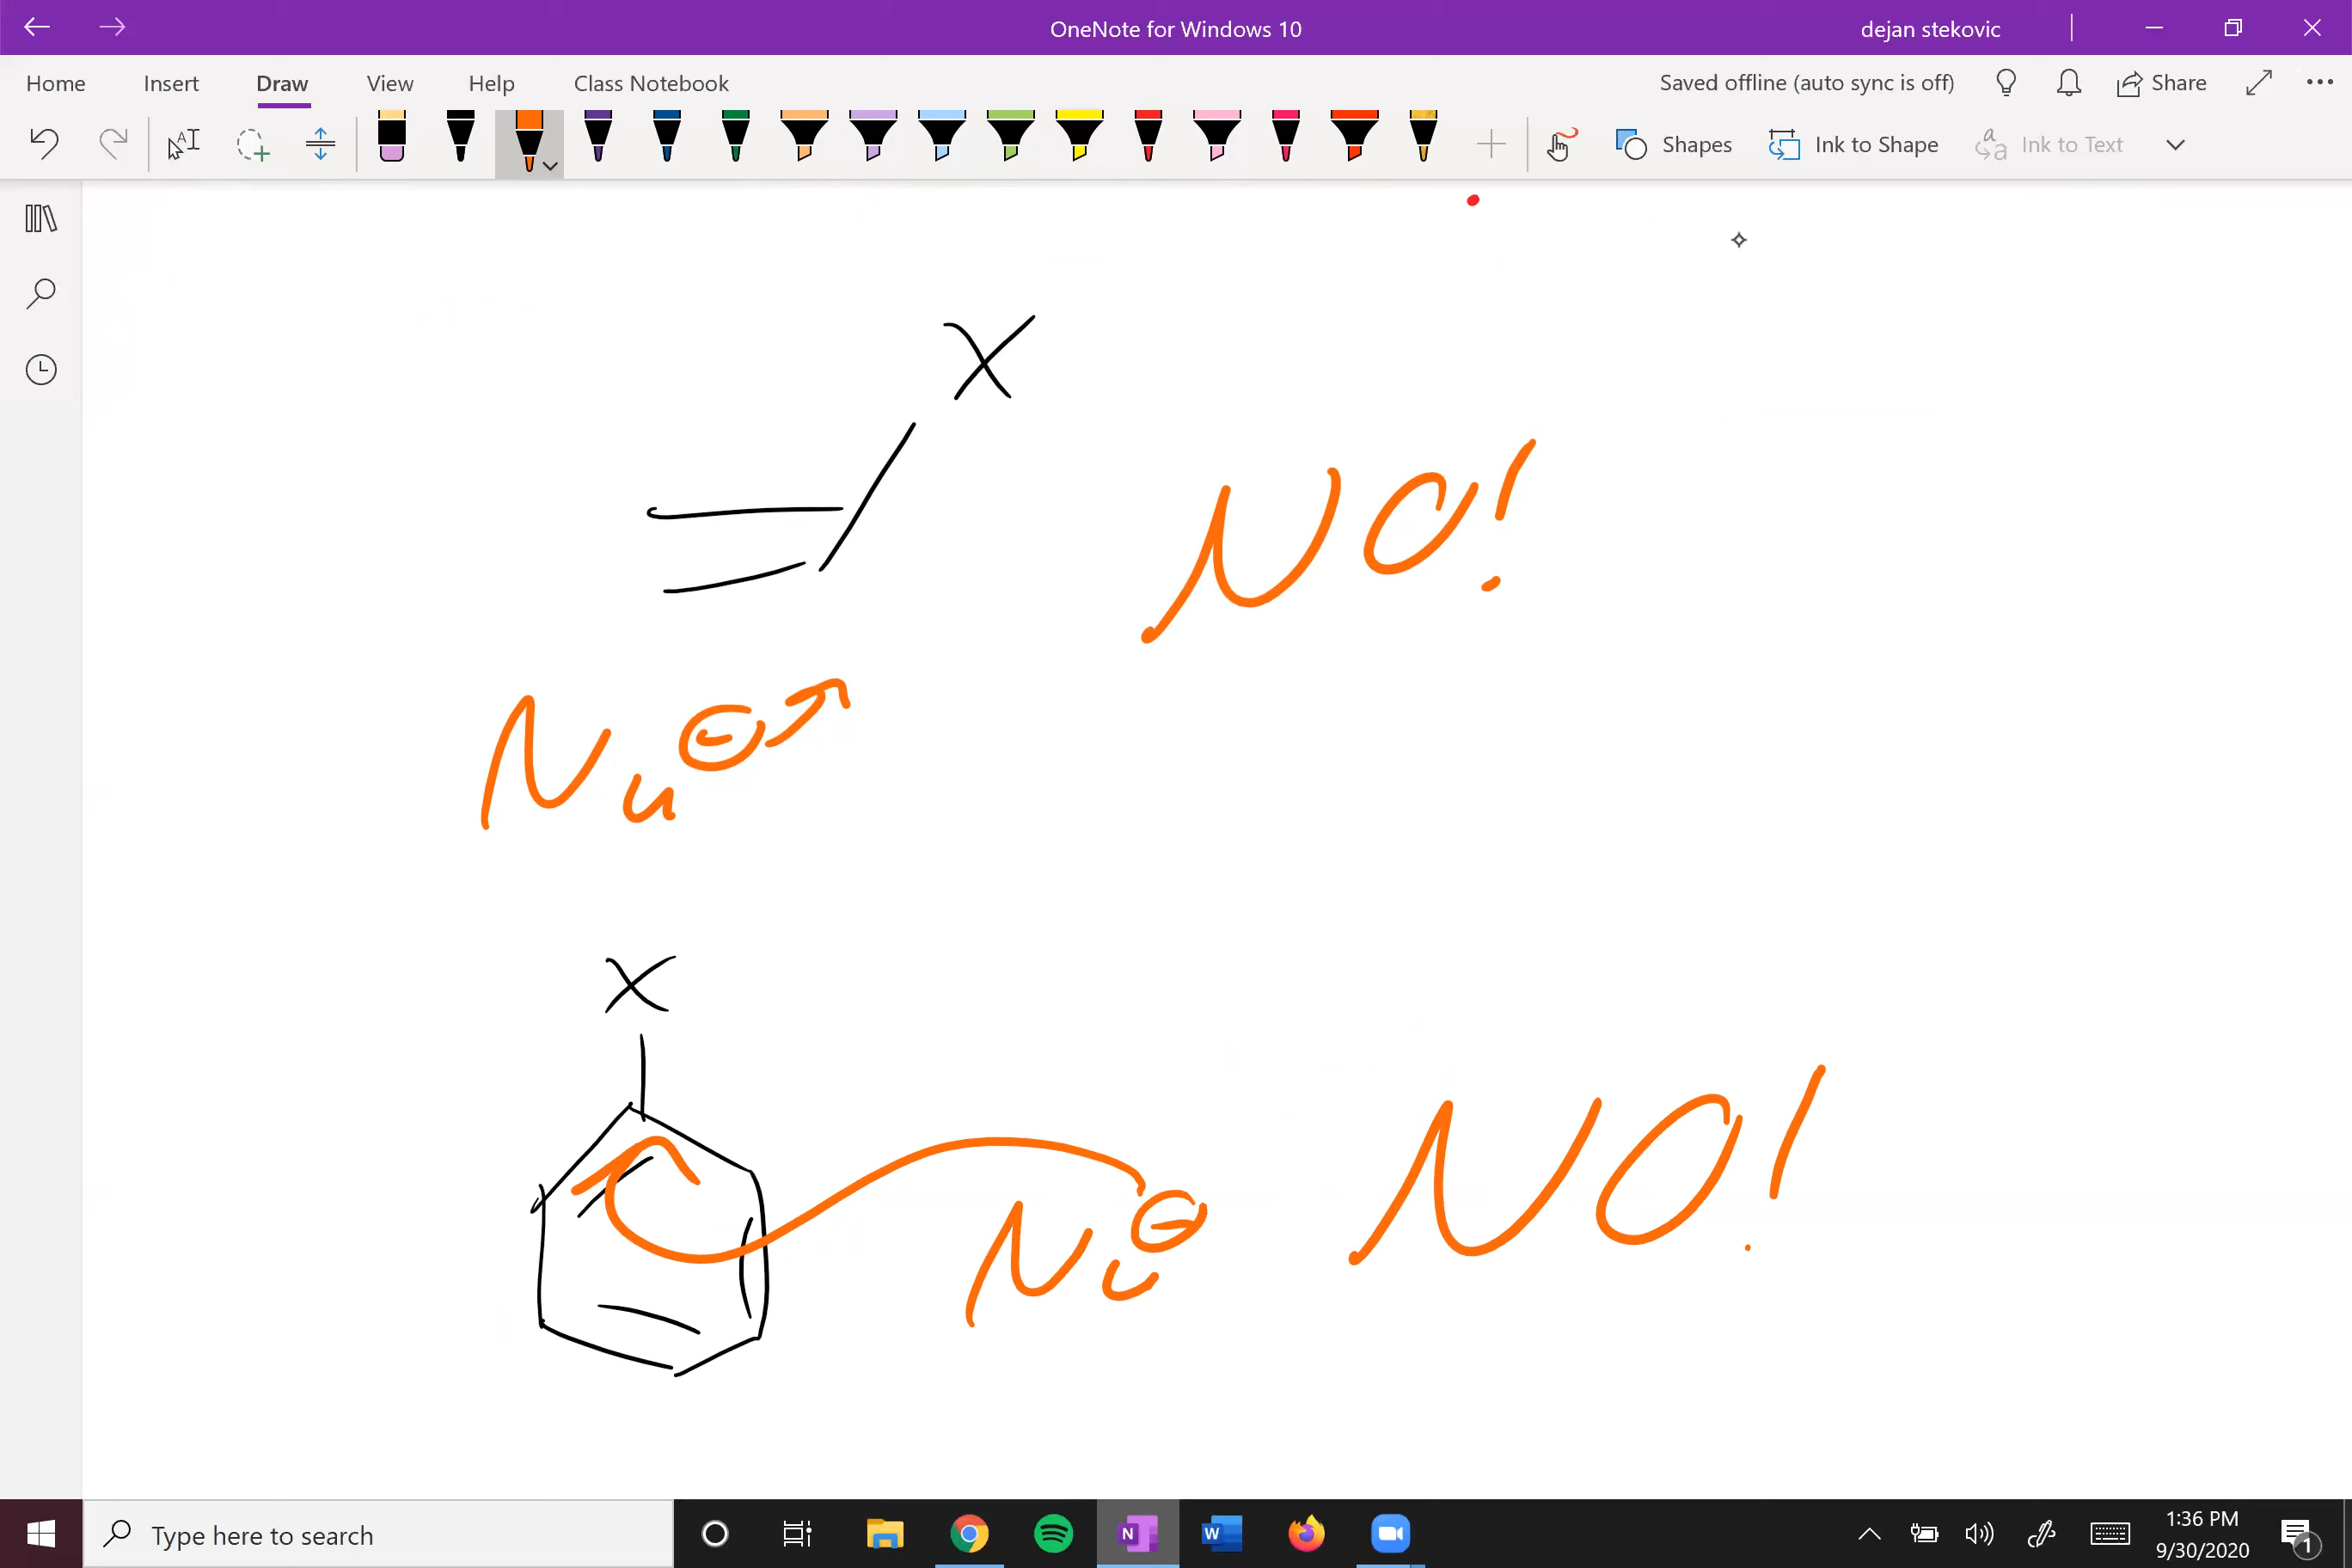 OneNote for Windows 10
dejan stekovic
Home Insert Draw View Help Class Notebook
Saved offline (auto sync is off)
Share
Shapes
Ink to Shape
Ink to Text
X
NO!
Nu⊖
X
Nu⊖
NO!
Type here to search
1:36 PM
9/30/2020
1